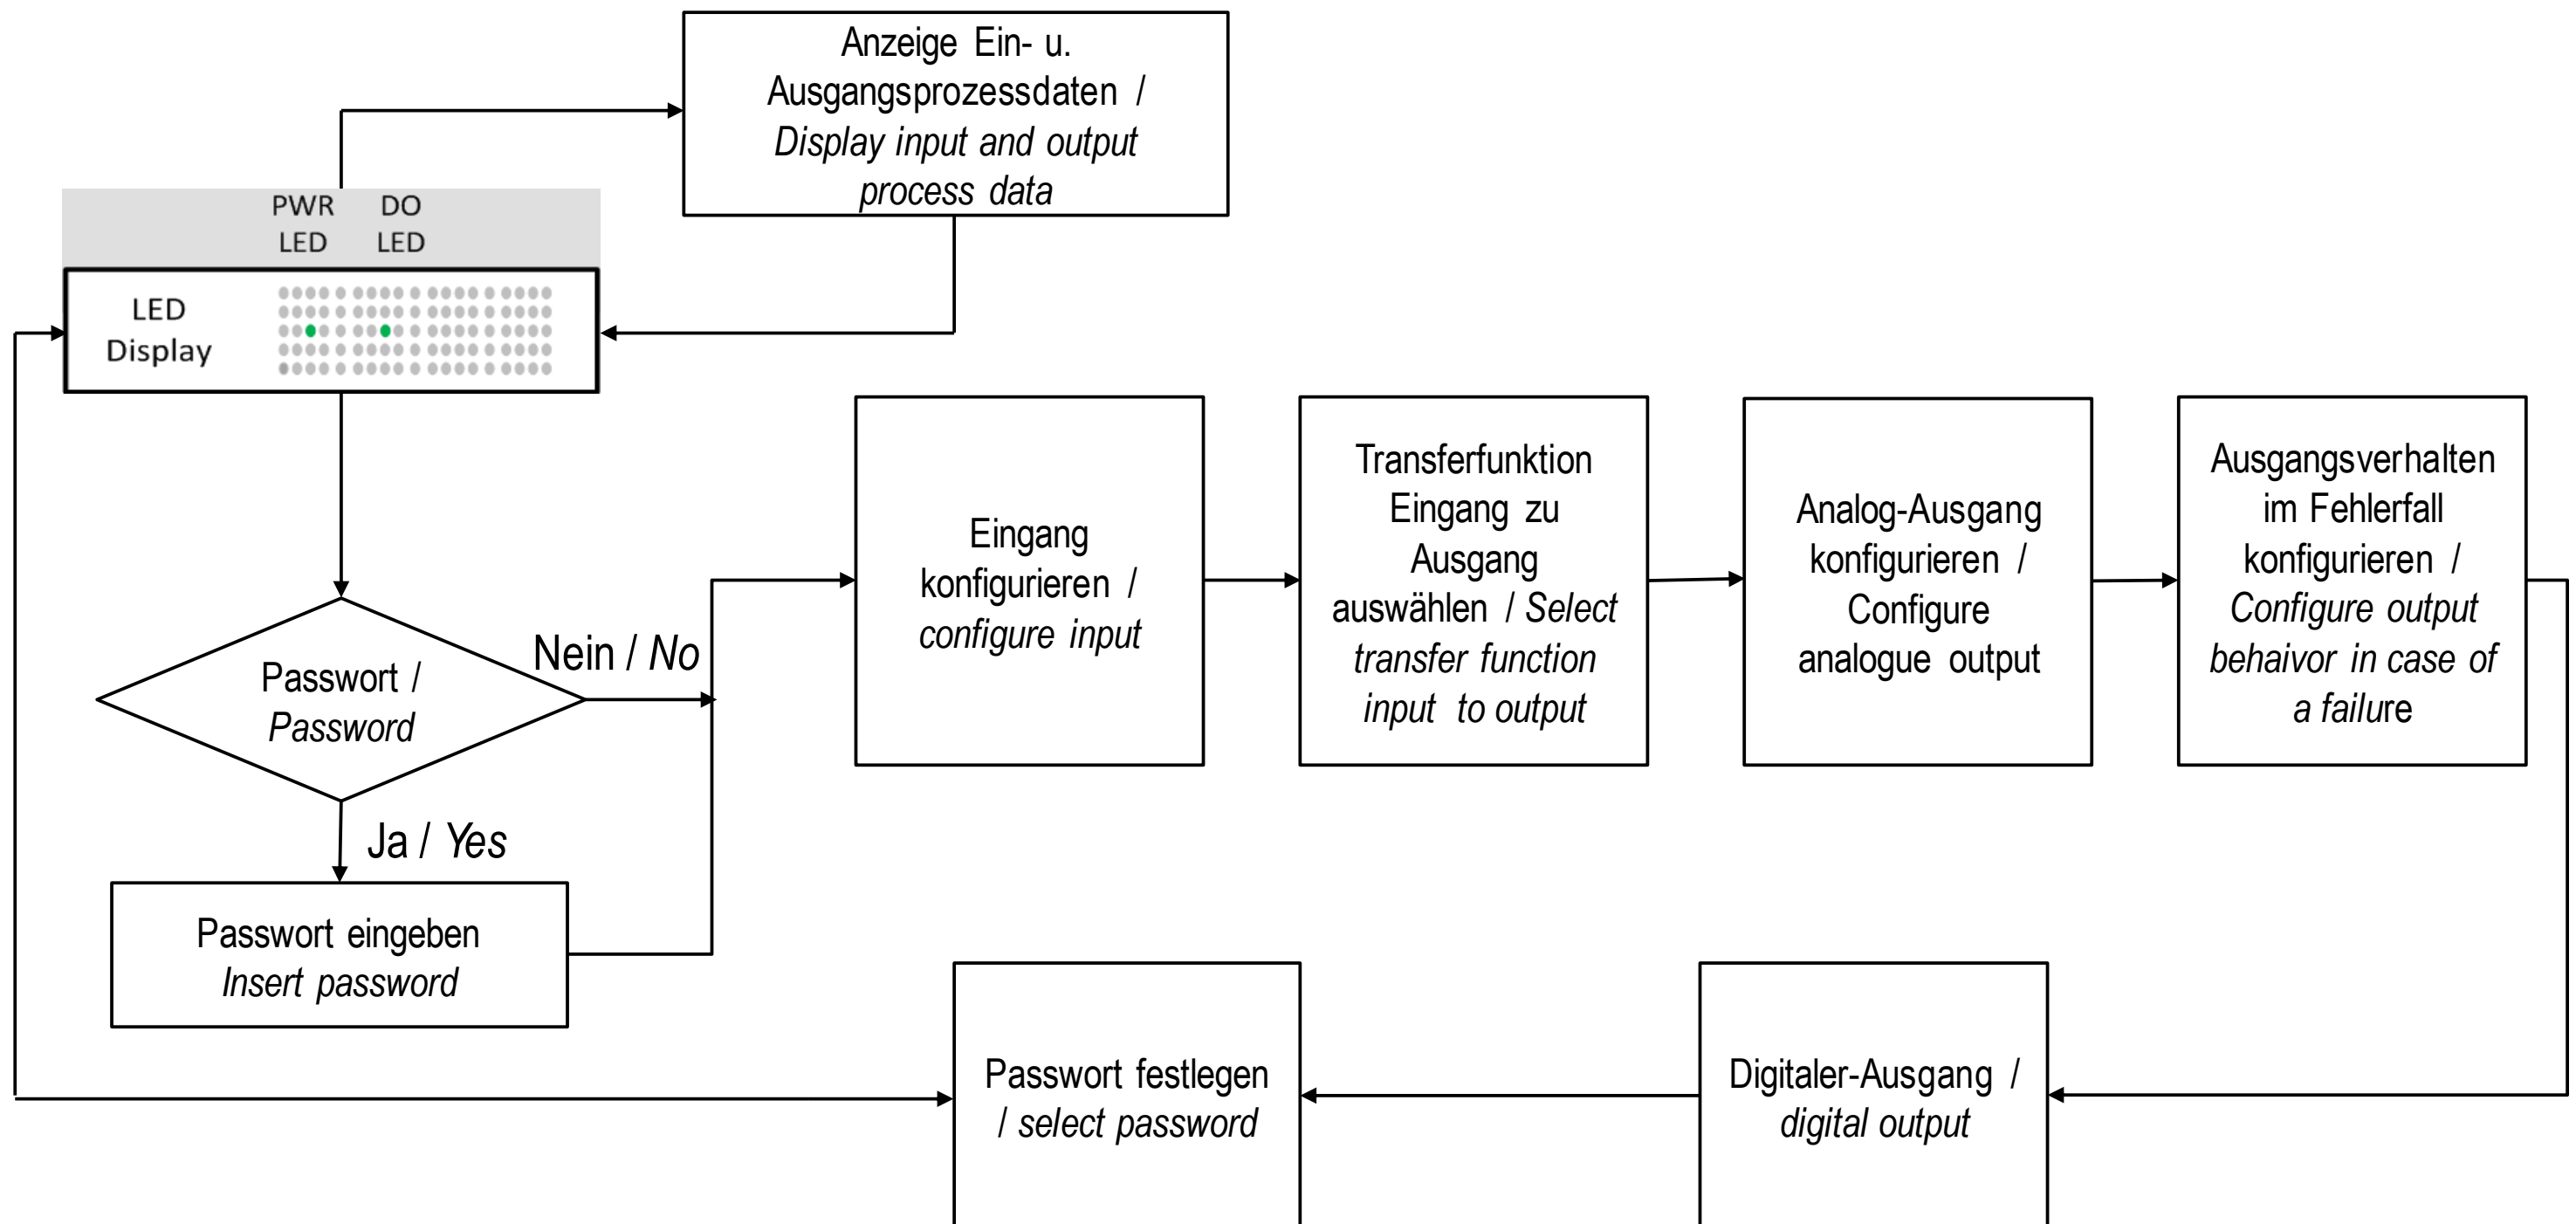 Anzeige Ein- u.
Ausgangsprozessdaten /
Display input and output
process data
PWR DO
LED LED
LED
Display
Passwort /
Password
Nein / No
Ja / Yes
Passwort eingeben
Insert password
Eingang
konfigurieren /
configure input
Transferfunktion
Eingang zu
Ausgang
auswählen / Select
transfer function
input to output
Analog-Ausgang
konfigurieren /
Configure
analogue output
Ausgangsverhalten
im Fehlerfall
konfigurieren /
Configure output
behaivor in case of
a failure
Digitaler-Ausgang /
digital output
Passwort festlegen
/ select password